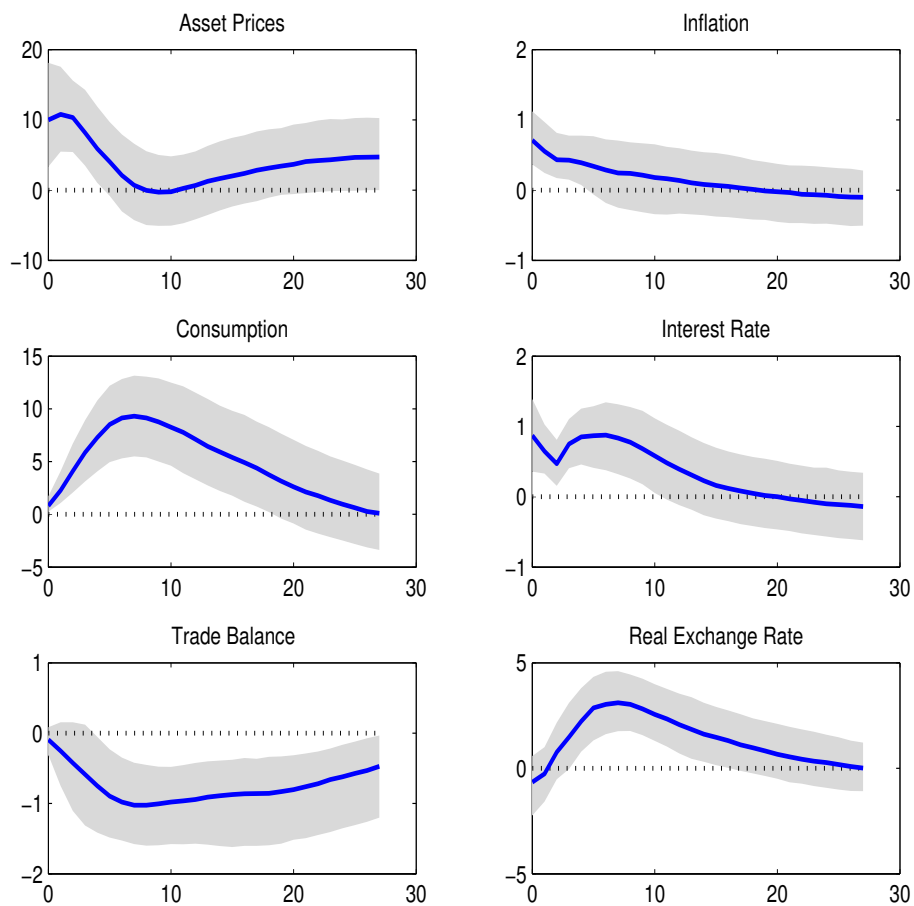 Asset Prices
20
10
0
−10
0 10 20 30
Inflation
2
1
0
−1
0 10 20 30
Consumption
15
10
5
0
−5
0 10 20 30
Interest Rate
2
1
0
−1
0 10 20 30
Trade Balance
1
0
−1
−2
0 10 20 30
Real Exchange Rate
5
0
−5
0 10 20 30